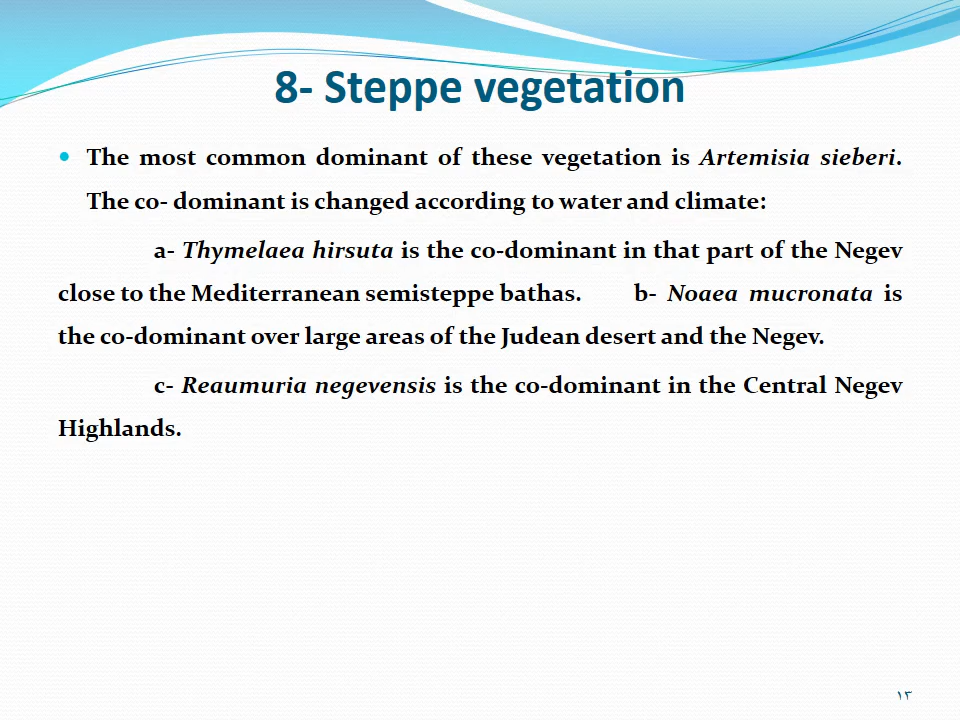 8- Steppe vegetation
• The most common dominant of these vegetation is Artemisia sieberi.
The co- dominant is changed according to water and climate:
a- Thymelaea hirsuta is the co-dominant in that part of the Negev
close to the Mediterranean semisteppe bathas. b- Noaea mucronata is
the co-dominant over large areas of the Judean desert and the Negev.
c- Reaumuria negevensis is the co-dominant in the Central Negev
Highlands.
١٣